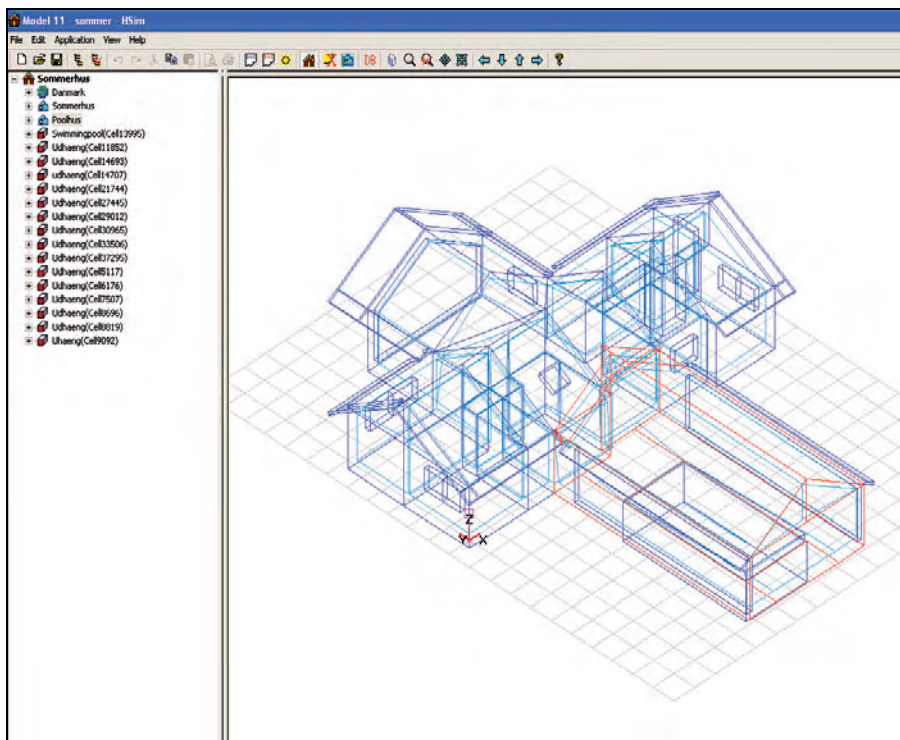 Model 11 - sommer - BSim
File Edit Application View Help
DB
Sommerhus
Danmark
Sommerhus
Poolhus
Swimmingpool(Cell13995)
Udhaeng(Cell11852)
Udhaeng(Cell14693)
udhaeng(Cell14707)
Udhaeng(Cell21744)
Udhaeng(Cell27445)
Udhaeng(Cell29012)
Udhaeng(Cell30965)
Udhaeng(Cell33506)
Udhaeng(Cell37295)
Udhaeng(Cell5117)
Udhaeng(Cell6176)
Udhaeng(Cell7507)
Udhaeng(Cell8696)
Udhaeng(Cell8819)
Uhaeng(Cell9092)
Z
Y X